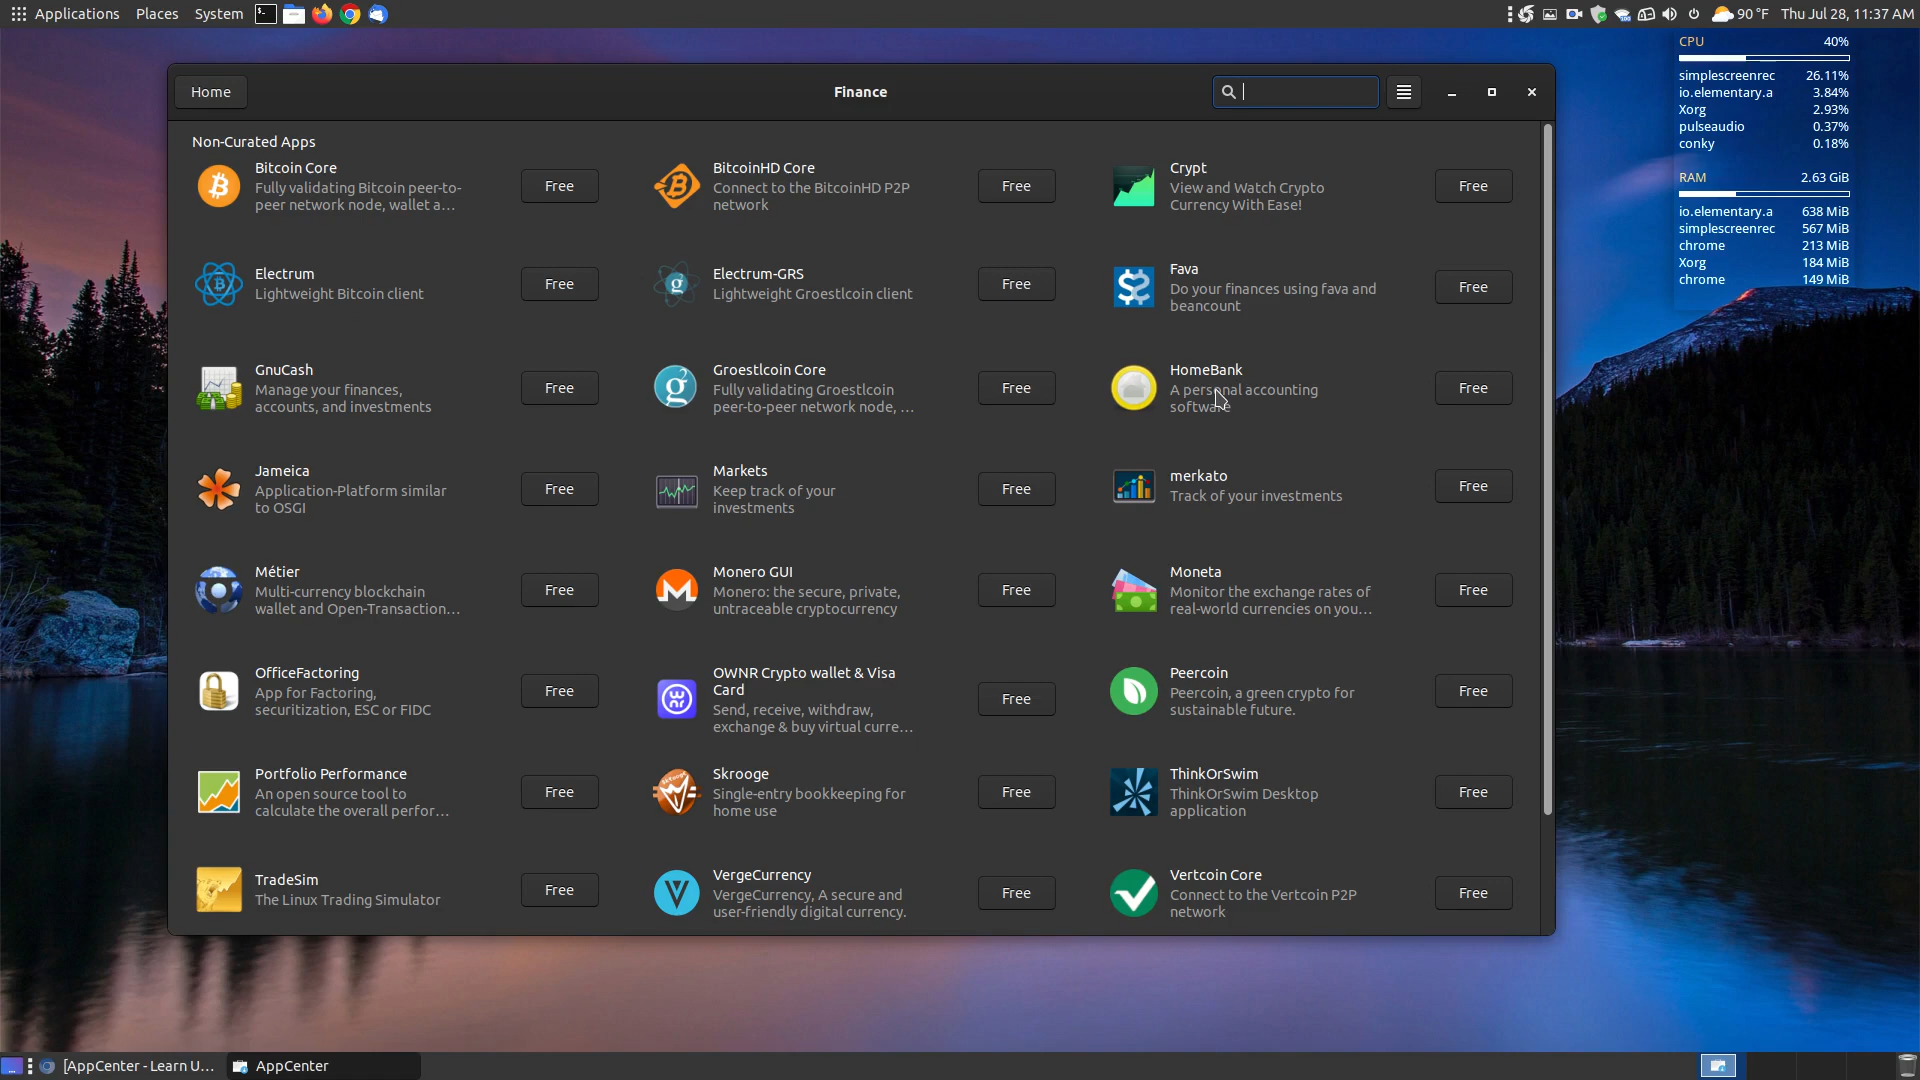 Applications Places System
90 °F Thu Jul 28, 11:37 AM
CPU 40%
simplescreenrec 26.11%
io.elementary.a 3.84%
Xorg 2.93%
pulseaudio 0.37%
conky 0.18%
RAM 2.63 GiB
io.elementary.a 638 MiB
simplescreenrec 567 MiB
chrome 213 MiB
Xorg 184 MiB
chrome 149 MiB
Home
Finance
Non-Curated Apps
Bitcoin Core
Fully validating Bitcoin peer-to-
peer network node, wallet a...
Free
BitcoinHD Core
Connect to the BitcoinHD P2P
network
Free
Crypt
View and Watch Crypto
Currency With Ease!
Free
Electrum
Lightweight Bitcoin client
Free
Electrum-GRS
Lightweight Groestlcoin client
Free
Fava
Do your finances using fava and
beancount
Free
GnuCash
Manage your finances,
accounts, and investments
Free
Groestlcoin Core
Fully validating Groestlcoin
peer-to-peer network node, ...
Free
HomeBank
A personal accounting
software
Free
Jameica
Application-Platform similar
to OSGI
Free
Markets
Keep track of your
investments
Free
merkato
Track of your investments
Free
Métier
Multi-currency blockchain
wallet and Open-Transaction...
Free
Monero GUI
Monero: the secure, private,
untraceable cryptocurrency
Free
Moneta
Monitor the exchange rates of
real-world currencies on you...
Free
OfficeFactoring
App for Factoring,
securitization, ESC or FIDC
Free
OWNR Crypto wallet & Visa
Card
Send, receive, withdraw,
exchange & buy virtual curre...
Free
Peercoin
Peercoin, a green crypto for
sustainable future.
Free
Portfolio Performance
An open source tool to
calculate the overall perfor...
Free
Skrooge
Single-entry bookkeeping for
home use
Free
ThinkOrSwim
ThinkOrSwim Desktop
application
Free
TradeSim
The Linux Trading Simulator
Free
VergeCurrency
VergeCurrency, A secure and
user-friendly digital currency.
Free
Vertcoin Core
Connect to the Vertcoin P2P
network
Free
[AppCenter - Learn U...
AppCenter